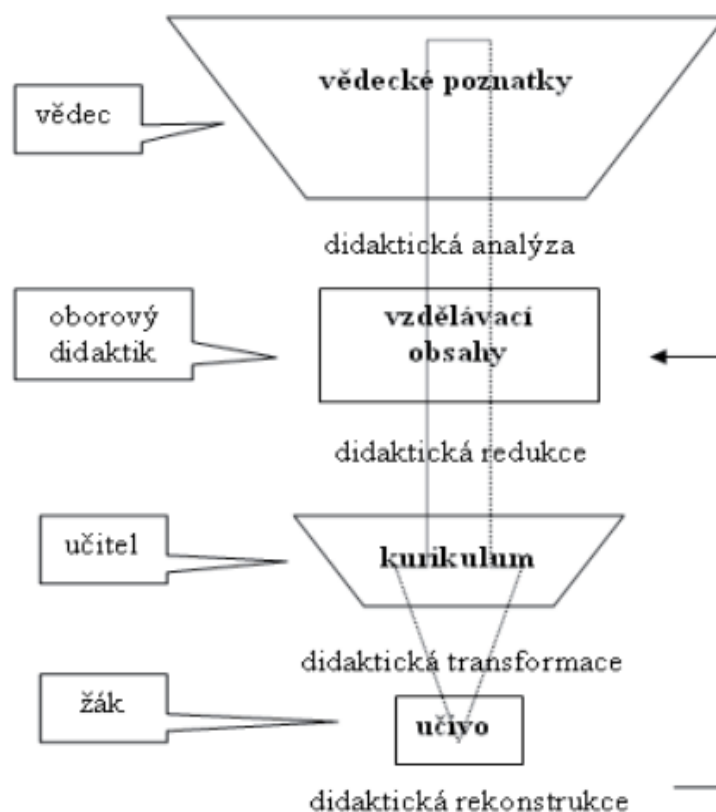 vědecké poznatky
vědec
didaktická analýza
oborový
didaktik
vzdělávací
obsahy
didaktická redukce
učitel
kurikulum
didaktická transformace
žák
učivo
didaktická rekonstrukce